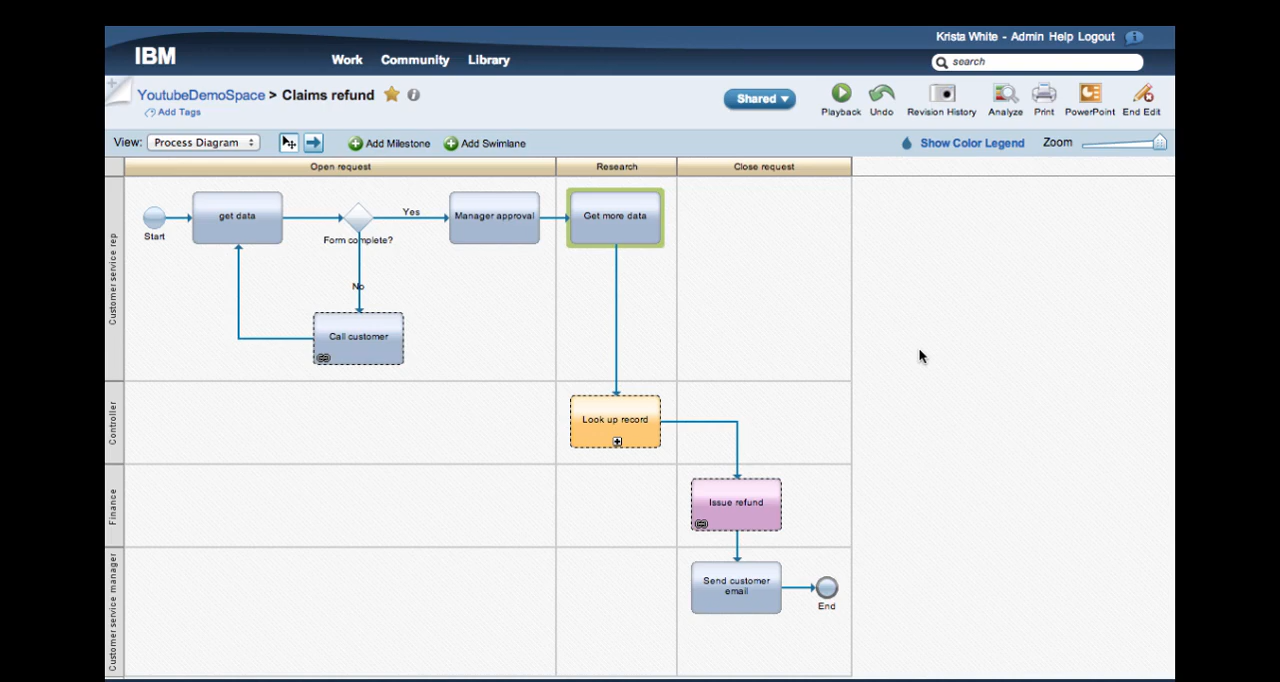 Krista White - Admin Help Logout
IBM
Work Community Library
search
YoutubeDemoSpace > Claims refund
Add Tags
Shared
Playback Undo Revision History Analyze Print PowerPoint End Edit
View: Process Diagram
Add Milestone Add Swimlane
Show Color Legend Zoom
Open request Research Close request
Customer service rep
Start
get data
Form complete?
Yes
Manager approval
Get more data
No
Call customer
Controller
Look up record
Finance
Issue refund
Customer service manager
Send customer
email
End